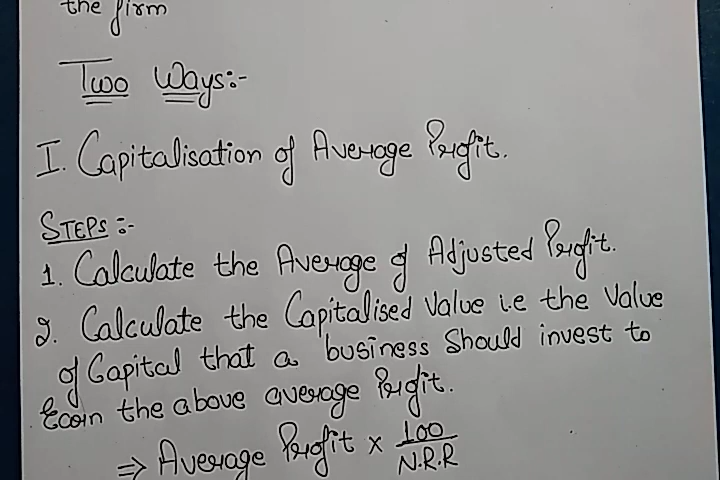 the firm
Two Ways:-
I. Capitalisation of Average Profit.
STEPS :-
1. Calculate the Average of Adjusted Profit.
2. Calculate the Capitalised Value i.e the Value
of Capital that a business Should invest to
Earn the above average Profit.
⇒ Average Profit × 100/N.R.R